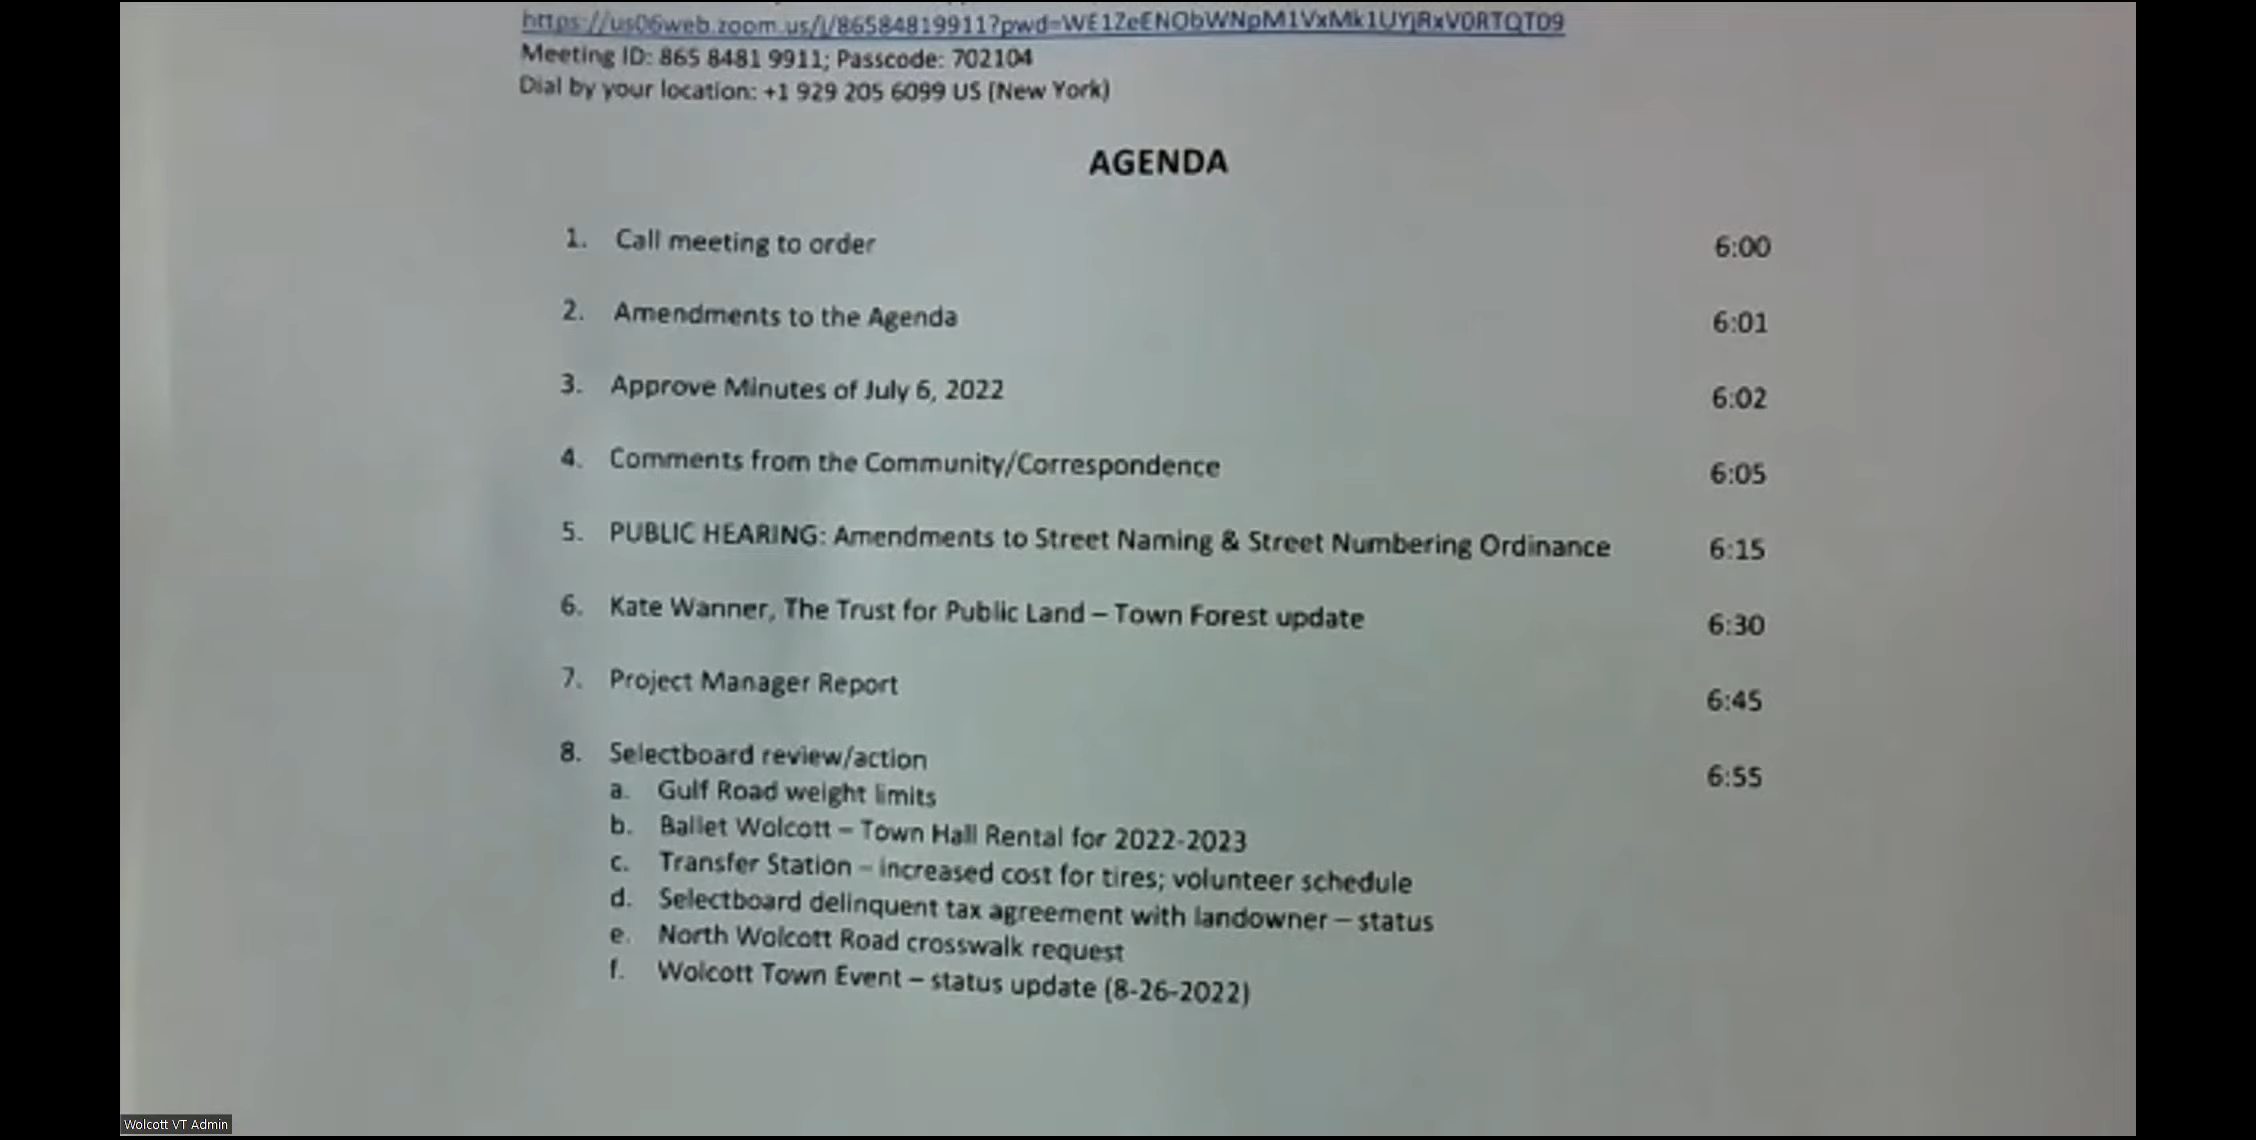 https://us06web.zoom.us/j/86584819911?pwd=WE1ZeENObWNpM1VxMk1UYjRxV0RTQT09
Meeting ID: 865 8481 9911; Passcode: 702104
Dial by your location: +1 929 205 6099 US (New York)
AGENDA
1. Call meeting to order 6:00
2. Amendments to the Agenda 6:01
3. Approve Minutes of July 6, 2022 6:02
4. Comments from the Community/Correspondence 6:05
5. PUBLIC HEARING: Amendments to Street Naming & Street Numbering Ordinance 6:15
6. Kate Wanner, The Trust for Public Land – Town Forest update 6:30
7. Project Manager Report 6:45
8. Selectboard review/action 6:55
a. Gulf Road weight limits
b. Ballet Wolcott – Town Hall Rental for 2022-2023
c. Transfer Station – increased cost for tires; volunteer schedule
d. Selectboard delinquent tax agreement with landowner – status
e. North Wolcott Road crosswalk request
f. Wolcott Town Event – status update (8-26-2022)
Wolcott VT Admin